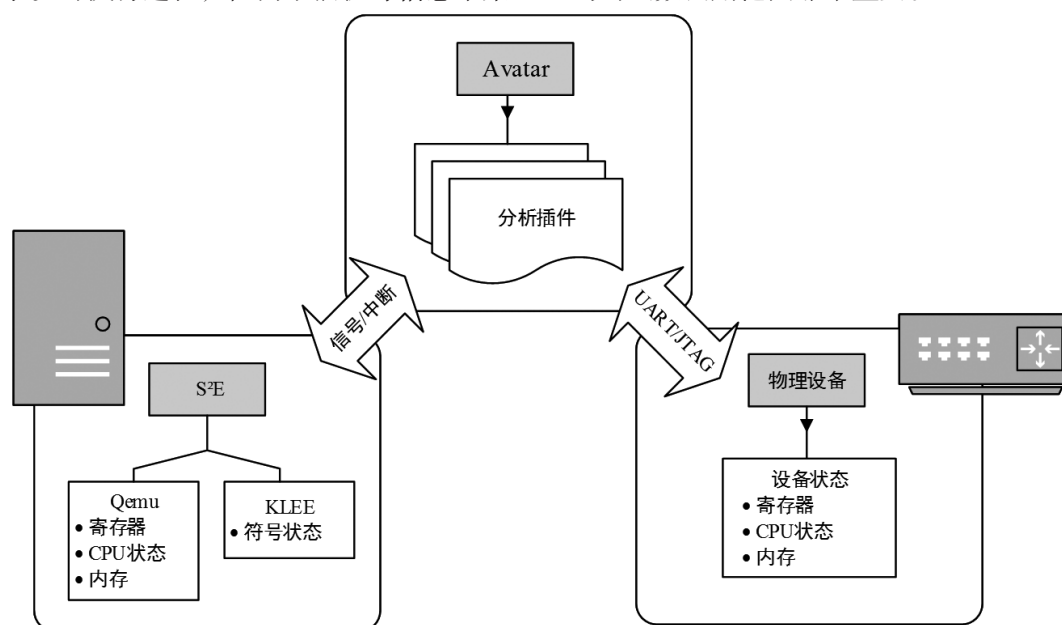 Avatar
分析插件
信号/中断
UART/JTAG
S²E
Qemu
• 寄存器
• CPU状态
• 内存
KLEE
• 符号状态
物理设备
设备状态
• 寄存器
• CPU状态
• 内存